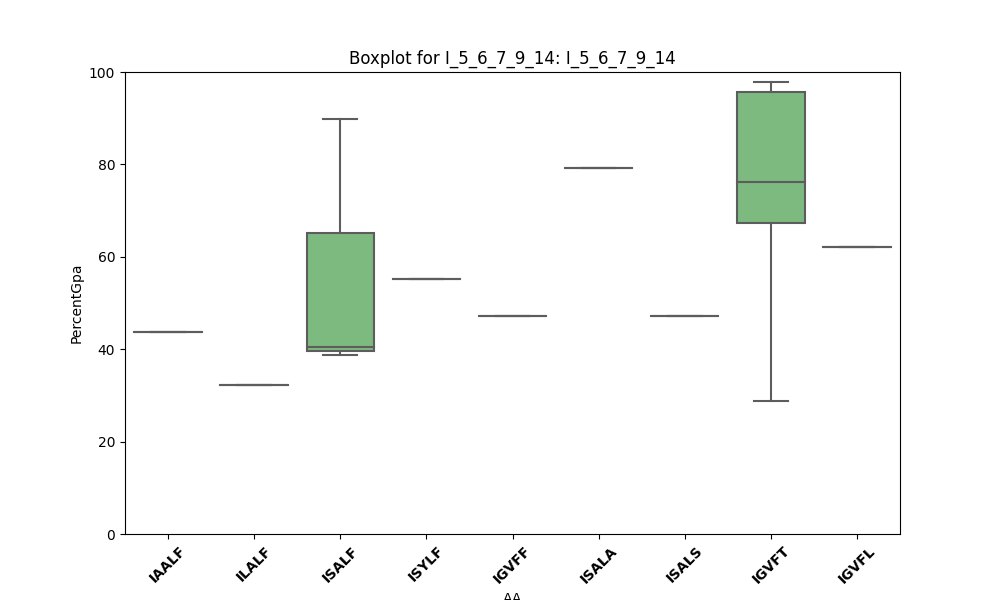 Boxplot for I_5_6_7_9_14: I_5_6_7_9_14
PercentGpa
100
80
60
40
20
0
IAALF
ILALF
ISALF
ISYLF
IGVFF
ISALA
ISALS
IGVFT
IGVFL
AA